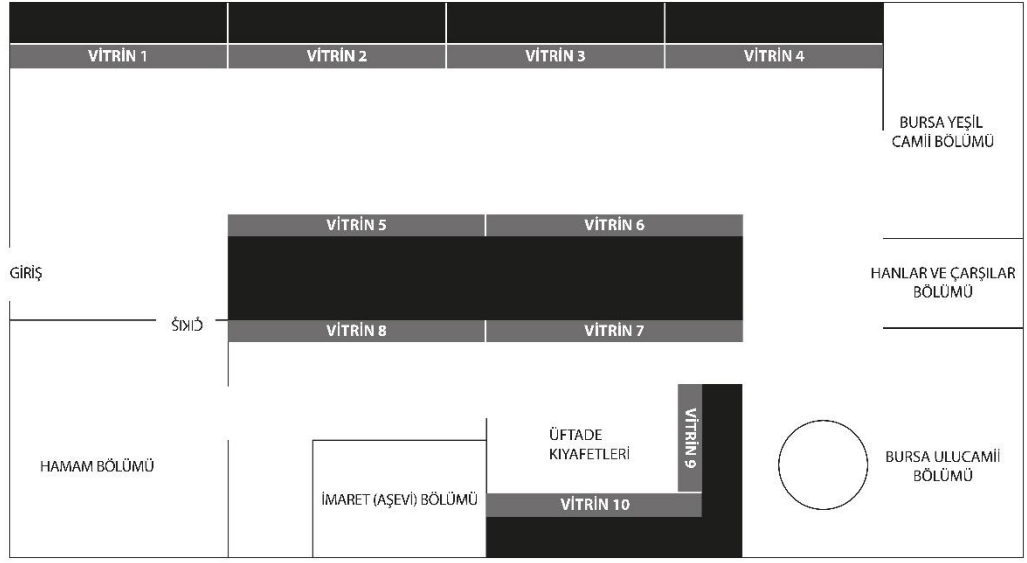 VİTRİN 1
VİTRİN 2
VİTRİN 3
VİTRİN 4
BURSA YEŞİL
CAMİİ BÖLÜMÜ
VİTRİN 5
VİTRİN 6
GİRİŞ
HANLAR VE ÇARŞILAR
BÖLÜMÜ
ÇIKIŞ
VİTRİN 8
VİTRİN 7
VİTRİN 9
ÜFTADE
KIYAFETLERİ
HAMAM BÖLÜMÜ
İMARET (AŞEVİ) BÖLÜMÜ
VİTRİN 10
BURSA ULUCAMİİ
BÖLÜMÜ